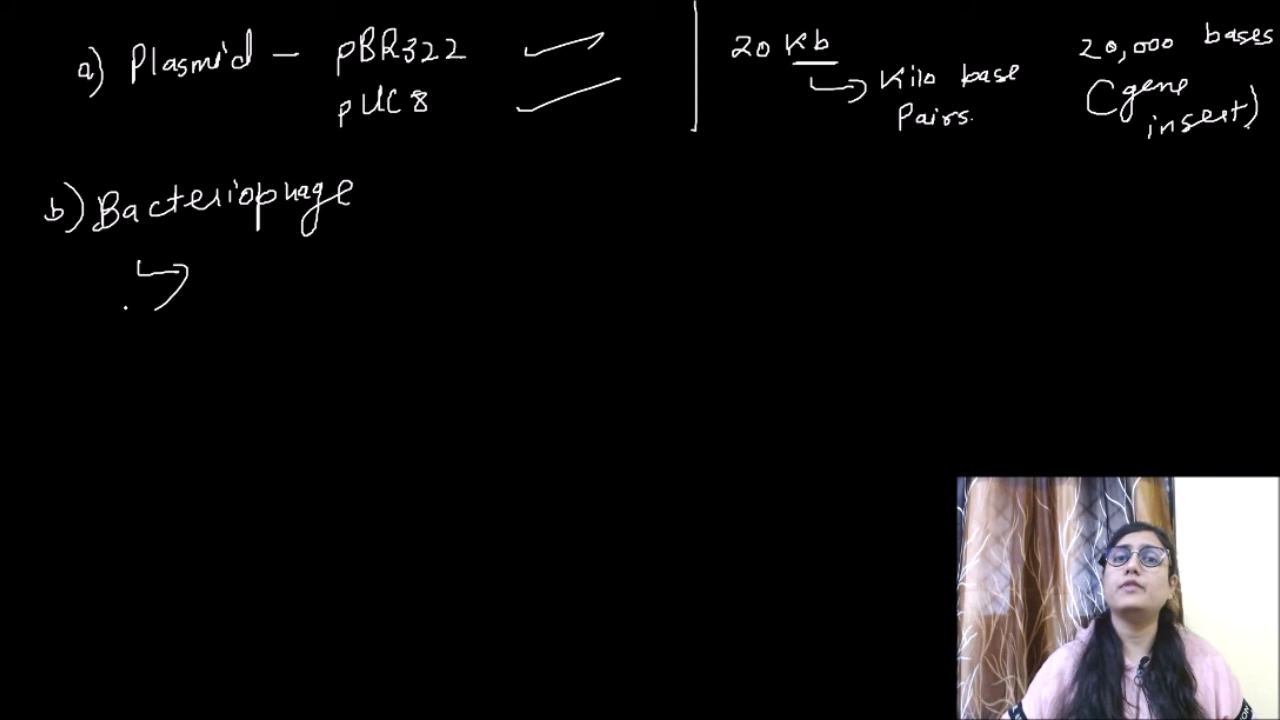 a) Plasmid - pBR322
pUC8
20 Kb
Kilo base
Pairs.
20,000 bases
(gene
insert)
b) Bacteriophage